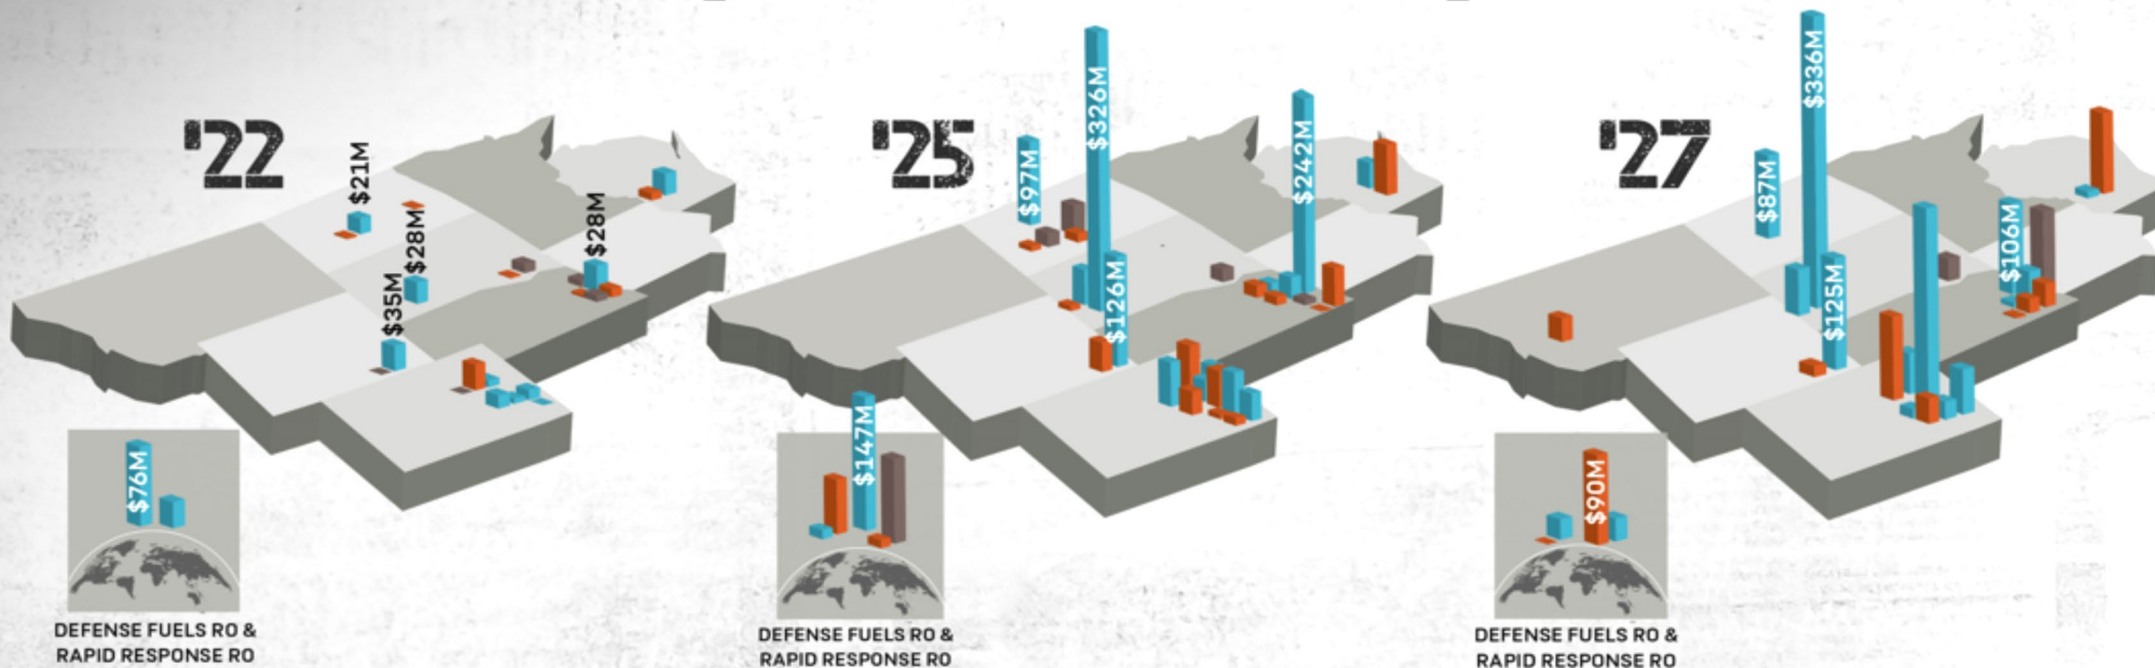 '22
$21M
$28M
$35M
$28M
$76M
DEFENSE FUELS RO &
RAPID RESPONSE RO
'25
$97M
$326M
$126M
$242M
$147M
DEFENSE FUELS RO &
RAPID RESPONSE RO
'27
$87M
$336M
$125M
$106M
$90M
DEFENSE FUELS RO &
RAPID RESPONSE RO